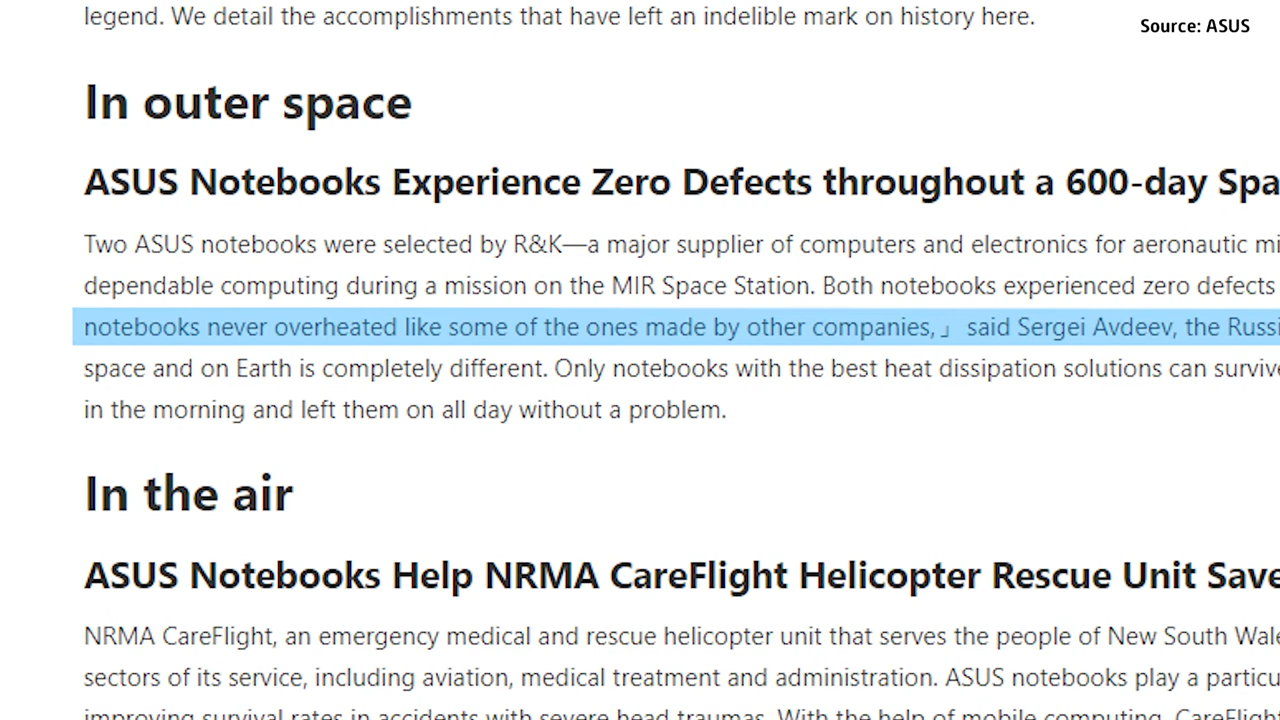 legend. We detail the accomplishments that have left an indelible mark on history here.
Source: ASUS
In outer space
ASUS Notebooks Experience Zero Defects throughout a 600-day Spa
Two ASUS notebooks were selected by R&K—a major supplier of computers and electronics for aeronautic mi
dependable computing during a mission on the MIR Space Station. Both notebooks experienced zero defects
notebooks never overheated like some of the ones made by other companies,」 said Sergei Avdeev, the Russi
space and on Earth is completely different. Only notebooks with the best heat dissipation solutions can survive
in the morning and left them on all day without a problem.
In the air
ASUS Notebooks Help NRMA CareFlight Helicopter Rescue Unit Save
NRMA CareFlight, an emergency medical and rescue helicopter unit that serves the people of New South Wale
sectors of its service, including aviation, medical treatment and administration. ASUS notebooks play a particu
improving survival rates in accidents with severe head traumas. With the help of mobile computing, CareFlight